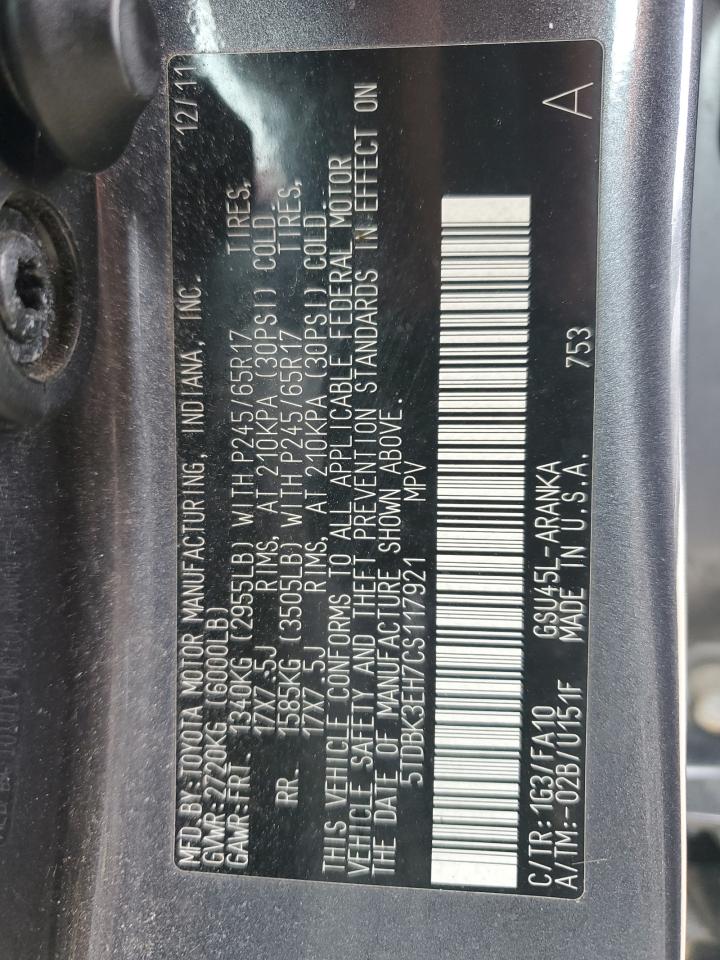 MFD.BY:TOYOTA MOTOR MANUFACTURING, INDIANA, INC. 12/11
GVWR:2720KG (6000LB)
GAWR:FRT. 1340KG (2955LB) WITH P245/65R17 TIRES,
17X7.5J RIMS, AT 210KPA (30PSI) COLD
RR. 1585KG (3505LB) WITH P245/65R17 TIRES,
17X7.5J RIMS, AT 210KPA (30PSI) COLD
THIS VEHICLE CONFORMS TO ALL APPLICABLE FEDERAL MOTOR
VEHICLE SAFETY AND THEFT PREVENTION STANDARDS IN EFFECT ON
THE DATE OF MANUFACTURE SHOWN ABOVE.
5TDBK3EH7CS117921 MPV
C/TR:1G3/FA10 GSU45L-ARANKA A
A/TM:-02B/U151F MADE IN U.S.A. 753